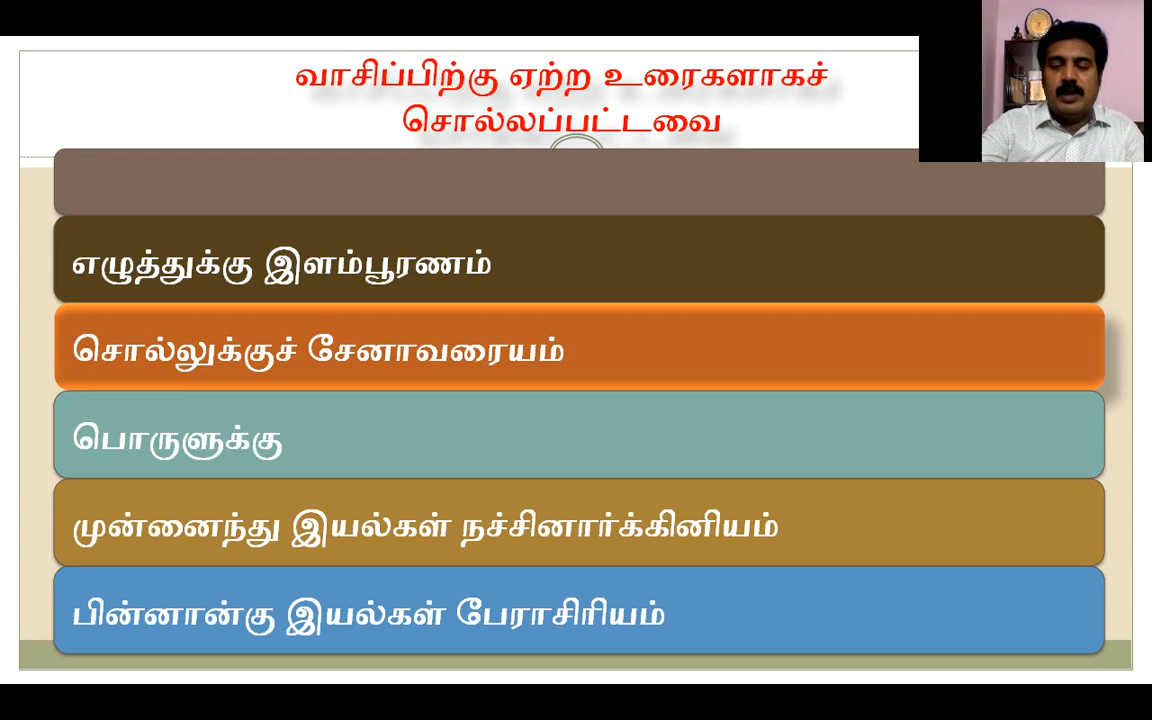 வாசிப்பிற்கு ஏற்ற உரைகளாகச்
சொல்லப்பட்டவை
எழுத்துக்கு இளம்பூரணம்
சொல்லுக்குச் சேனாவரையம்
பொருளுக்கு
முன்னைந்து இயல்கள் நச்சினார்க்கினியம்
பின்னான்கு இயல்கள் பேராசிரியம்